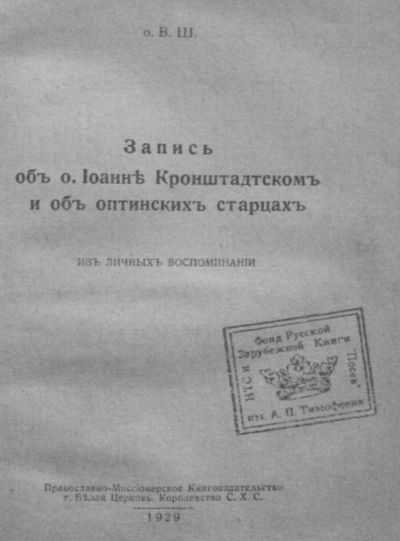 о. В. Ш.
Запись
объ о. Іоаннѣ Кронштадтскомъ
и объ оптинскихъ старцахъ
ИЗЪ ЛИЧНЫХЪ ВОСПОМИНАНІИ
Фонд Русской
Зарубежной Книги
НТС и
"Посев"
им. А. П. Тимофеева
Православно-Миссіонерское Книгоиздательство
г. Бѣлая Церковь. Королевство С. Х. С.
1929